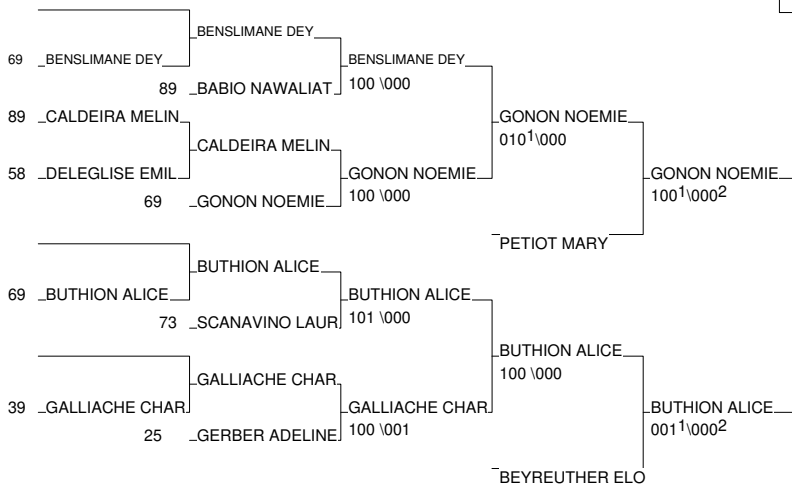 BENSLIMANE DEY
69 BENSLIMANE DEY BENSLIMANE DEY
89 BABIO NAWALIAT 100 \000
89 CALDEIRA MELIN GONON NOEMIE
010¹\000
CALDEIRA MELIN
58 DELEGLISE EMIL GONON NOEMIE GONON NOEMIE
69 GONON NOEMIE 100 \000 100¹\000²
PETIOT MARY
BUTHION ALICE
69 BUTHION ALICE BUTHION ALICE
73 SCANAVINO LAUR 101 \000
BUTHION ALICE
100 \000
GALLIACHE CHAR
39 GALLIACHE CHAR GALLIACHE CHAR BUTHION ALICE
25 GERBER ADELINE 100 \001 001¹\000²
BEYREUTHER ELO